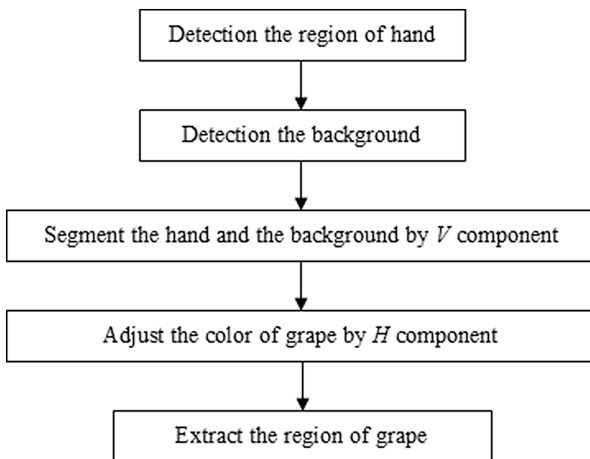 Detection the region of hand
Detection the background
Segment the hand and the background by V component
Adjust the color of grape by H component
Extract the region of grape